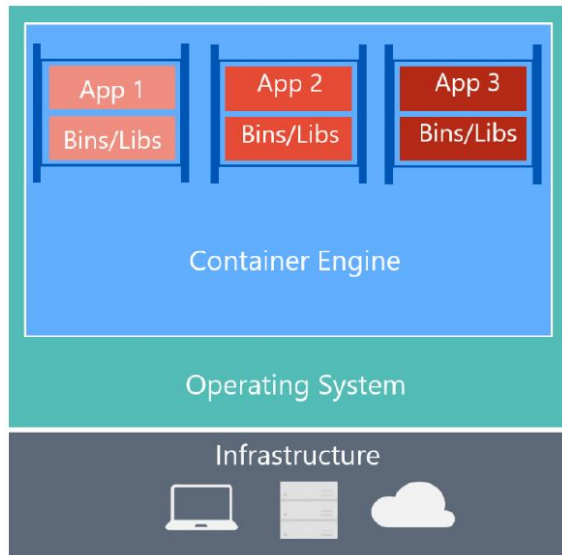 App 1
Bins/Libs
App 2
Bins/Libs
App 3
Bins/Libs
Container Engine
Operating System
Infrastructure